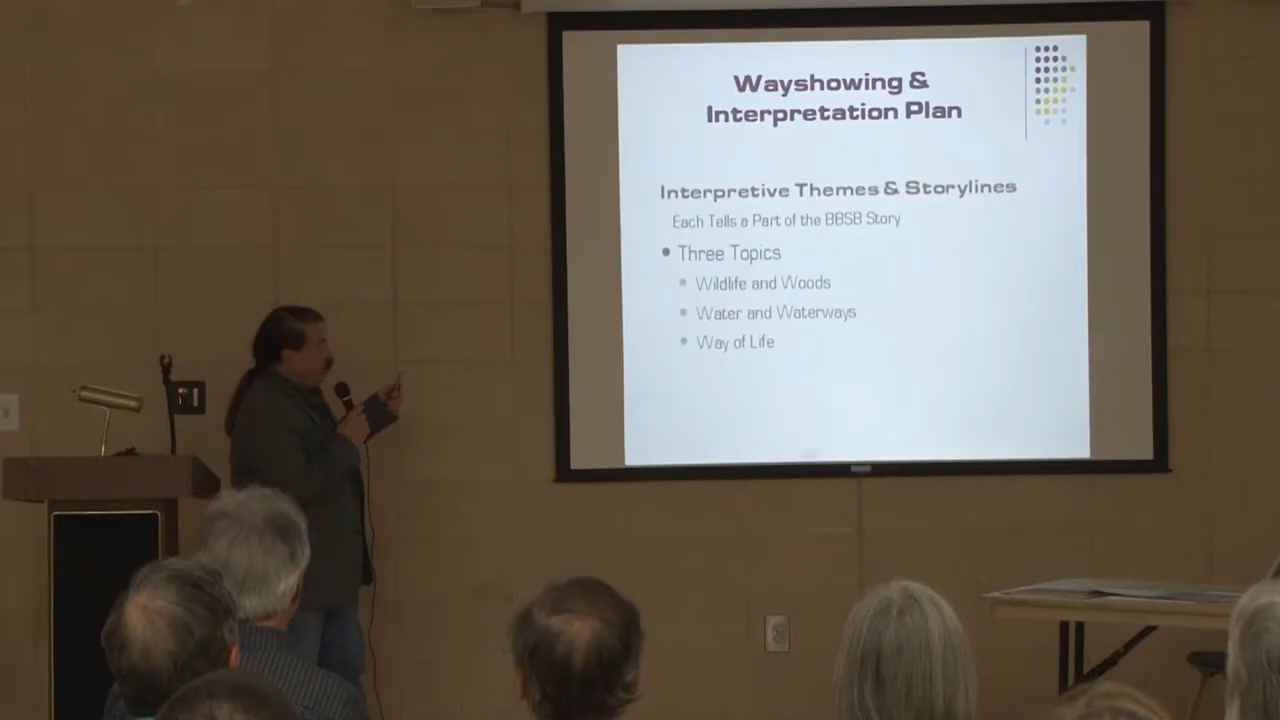 Wayshowing &
Interpretation Plan
Interpretive Themes & Storylines
Each Tells a Part of the BBSB Story
Three Topics
Wildlife and Woods
Water and Waterways
Way of Life